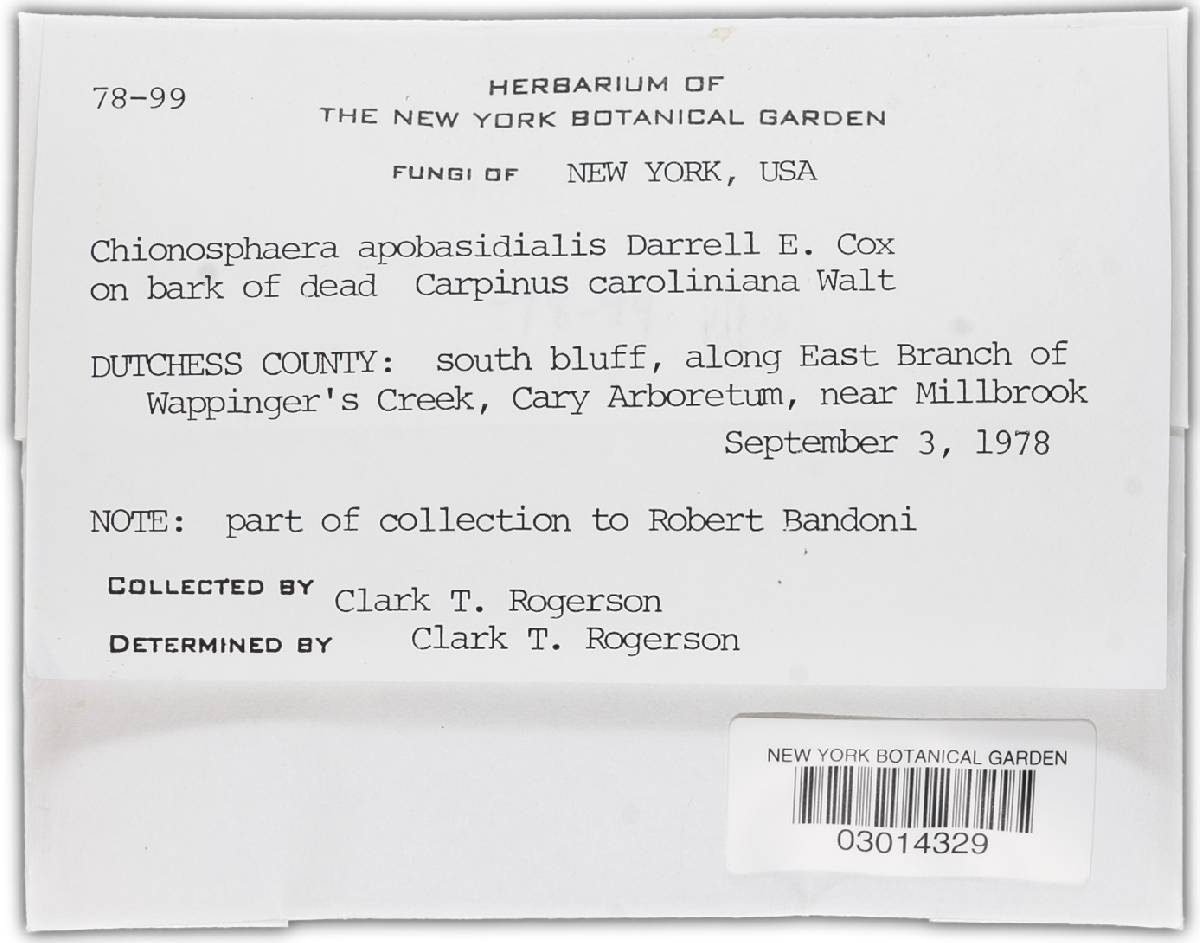 78-99
HERBARIUM OF
THE NEW YORK BOTANICAL GARDEN
FUNGI OF NEW YORK, USA
Chionosphaera apobasidialis Darrell E. Cox
on bark of dead Carpinus caroliniana Walt
DUTCHESS COUNTY: south bluff, along East Branch of
Wappinger's Creek, Cary Arboretum, near Millbrook
September 3, 1978
NOTE: part of collection to Robert Bandoni
COLLECTED BY Clark T. Rogerson
DETERMINED BY Clark T. Rogerson
NEW YORK BOTANICAL GARDEN
03014329